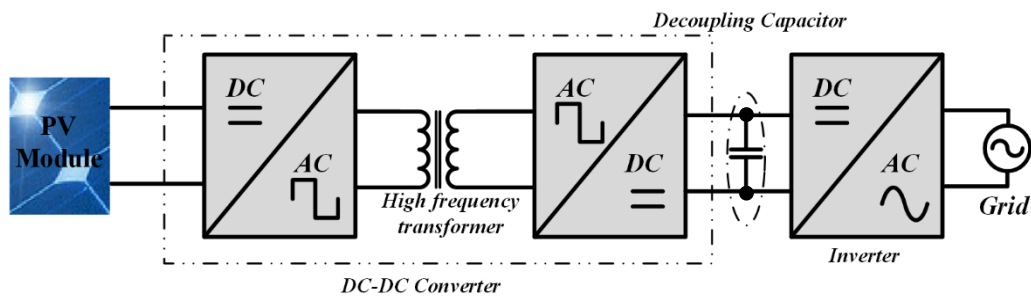 Decoupling Capacitor
PV
Module
DC
AC
High frequency
transformer
AC
DC
DC
AC
Grid
Inverter
DC-DC Converter